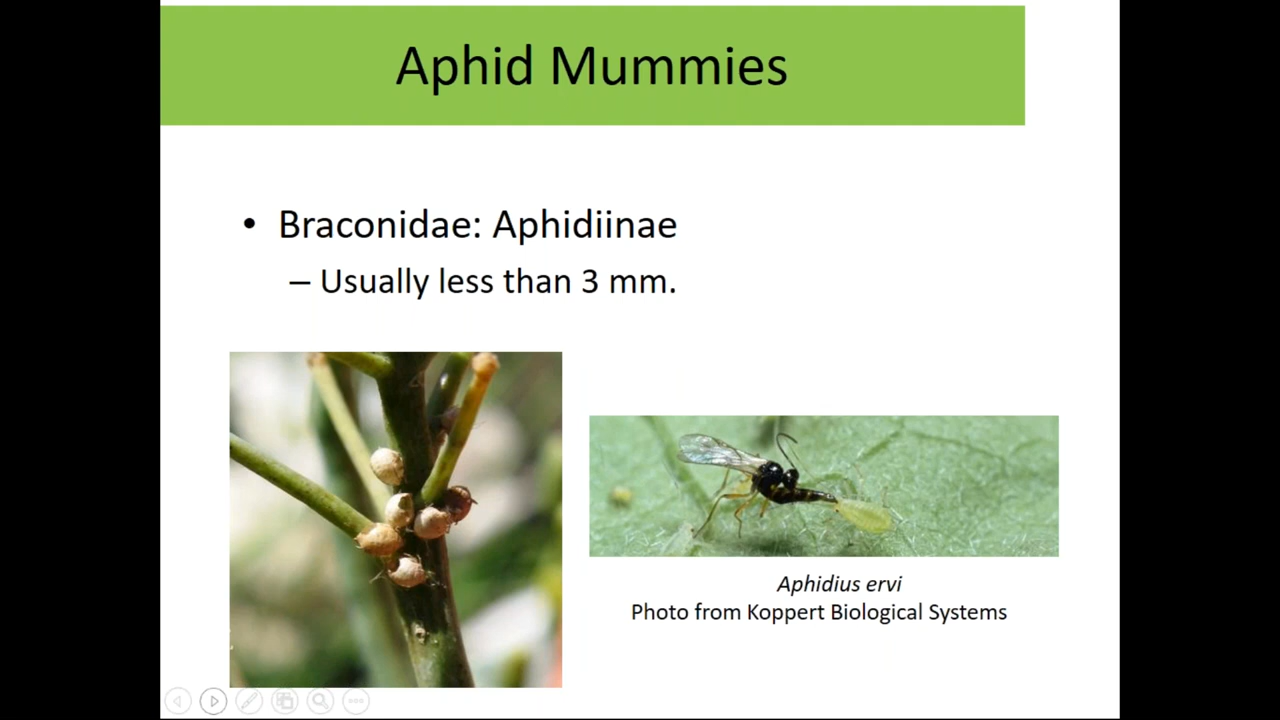 Aphid Mummies
• Braconidae: Aphidiinae
– Usually less than 3 mm.
Aphidius ervi
Photo from Koppert Biological Systems